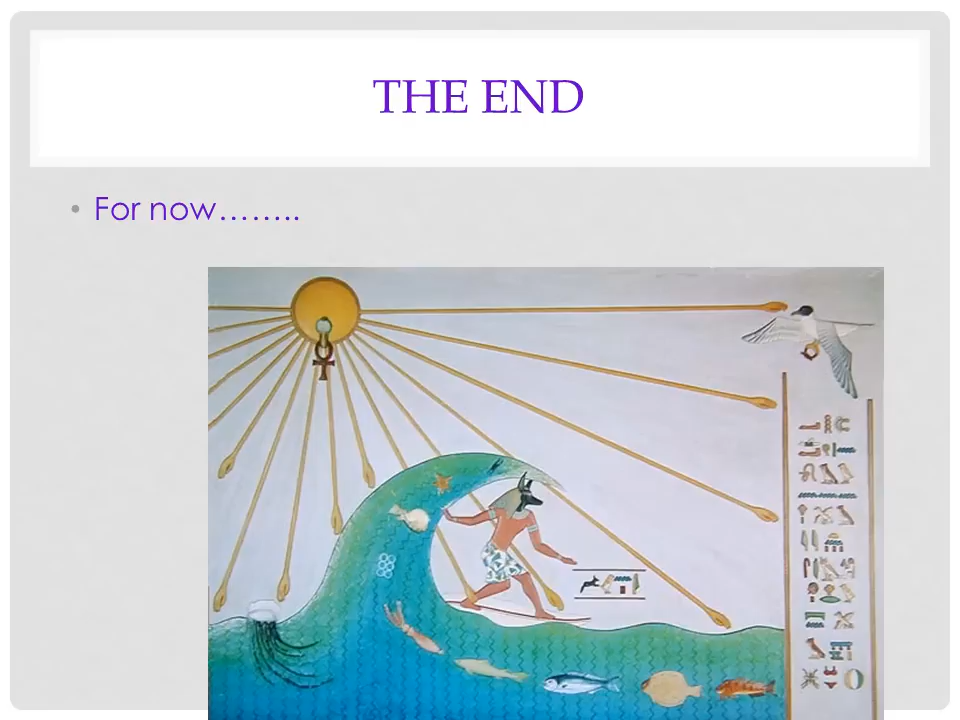 THE END
• For now……..